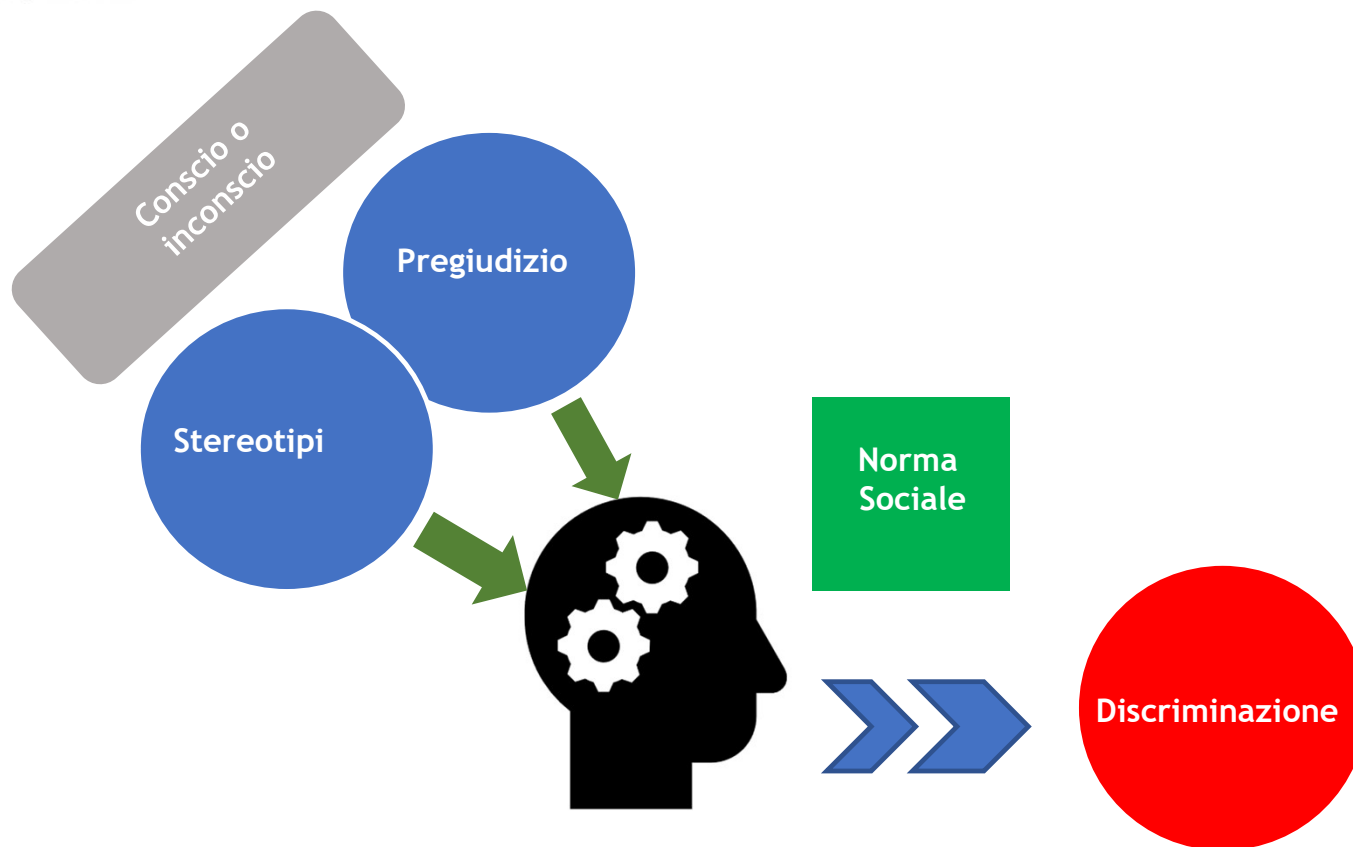 Conscio o
inconscio
Pregiudizio
Stereotipi
Norma
Sociale
Discriminazione